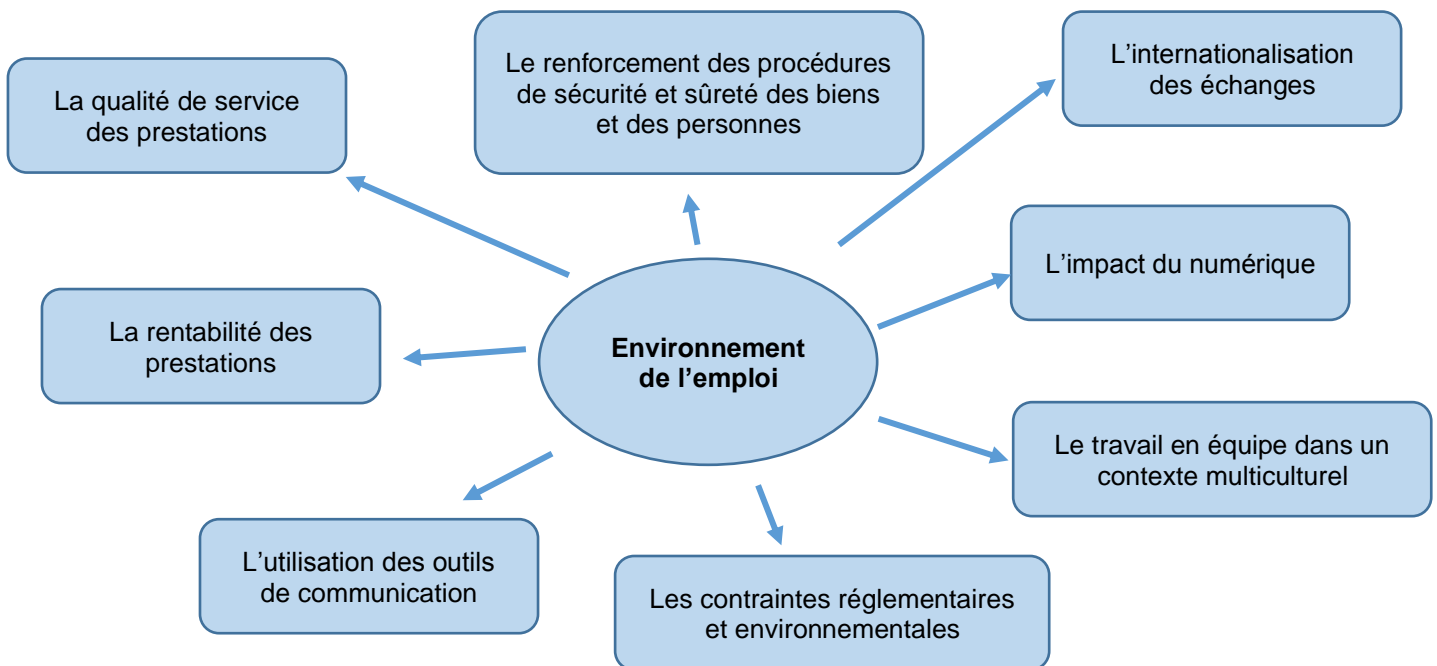 Le renforcement des procédures
de sécurité et sûreté des biens
et des personnes
L’internationalisation
des échanges
La qualité de service
des prestations
L’impact du numérique
La rentabilité des
prestations
Environnement
de l’emploi
Le travail en équipe dans un
contexte multiculturel
L’utilisation des outils
de communication
Les contraintes réglementaires
et environnementales